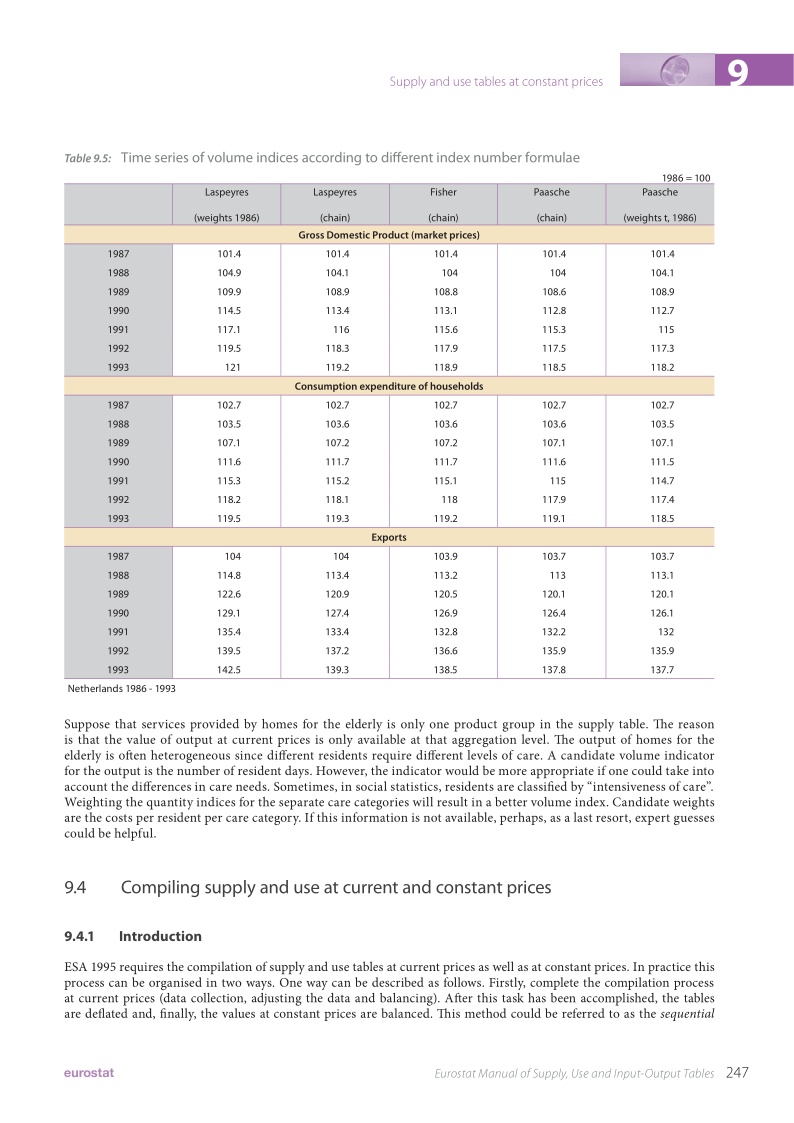 Supply and use tables at constant prices
9
Table 9.5: Time series of volume indices according to different index number formulae
1986 = 100
Laspeyres Laspeyres Fisher Paasche Paasche
(weights 1986) (chain) (chain) (chain) (weights t, 1986)
Gross Domestic Product (market prices)
1987 101.4 101.4 101.4 101.4 101.4
1988 104.9 104.1 104 104 104.1
1989 109.9 108.9 108.8 108.6 108.9
1990 114.5 113.4 113.1 112.8 112.7
1991 117.1 116 115.6 115.3 115
1992 119.5 118.3 117.9 117.5 117.3
1993 121 119.2 118.9 118.5 118.2
Consumption expenditure of households
1987 102.7 102.7 102.7 102.7 102.7
1988 103.5 103.6 103.6 103.6 103.5
1989 107.1 107.2 107.2 107.1 107.1
1990 111.6 111.7 111.7 111.6 111.5
1991 115.3 115.2 115.1 115 114.7
1992 118.2 118.1 118 117.9 117.4
1993 119.5 119.3 119.2 119.1 118.5
Exports
1987 104 104 103.9 103.7 103.7
1988 114.8 113.4 113.2 113 113.1
1989 122.6 120.9 120.5 120.1 120.1
1990 129.1 127.4 126.9 126.4 126.1
1991 135.4 133.4 132.8 132.2 132
1992 139.5 137.2 136.6 135.9 135.9
1993 142.5 139.3 138.5 137.8 137.7
Netherlands 1986 - 1993
Suppose that services provided by homes for the elderly is only one product group in the supply table. The reason
is that the value of output at current prices is only available at that aggregation level. The output of homes for the
elderly is often heterogeneous since different residents require different levels of care. A candidate volume indicator
for the output is the number of resident days. However, the indicator would be more appropriate if one could take into
account the differences in care needs. Sometimes, in social statistics, residents are classified by “intensiveness of care”.
Weighting the quantity indices for the separate care categories will result in a better volume index. Candidate weights
are the costs per resident per care category. If this information is not available, perhaps, as a last resort, expert guesses
could be helpful.
9.4 Compiling supply and use at current and constant prices
9.4.1 Introduction
ESA 1995 requires the compilation of supply and use tables at current prices as well as at constant prices. In practice this
process can be organised in two ways. One way can be described as follows. Firstly, complete the compilation process
at current prices (data collection, adjusting the data and balancing). After this task has been accomplished, the tables
are deflated and, finally, the values at constant prices are balanced. This method could be referred to as the sequential
eurostat Eurostat Manual of Supply, Use and Input-Output Tables 247